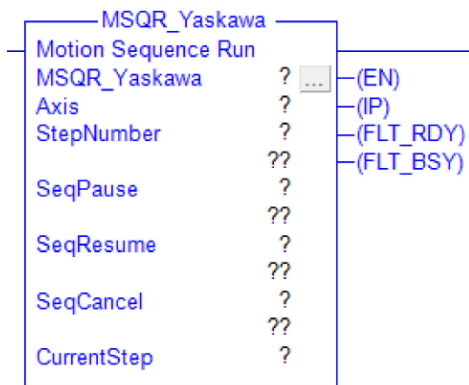 MSQR_Yaskawa
Motion Sequence Run
MSQR_Yaskawa ? ... (EN)
Axis ? (IP)
StepNumber ? (FLT_RDY)
?? (FLT_BSY)
SeqPause ?
??
SeqResume ?
??
SeqCancel ?
??
CurrentStep ?